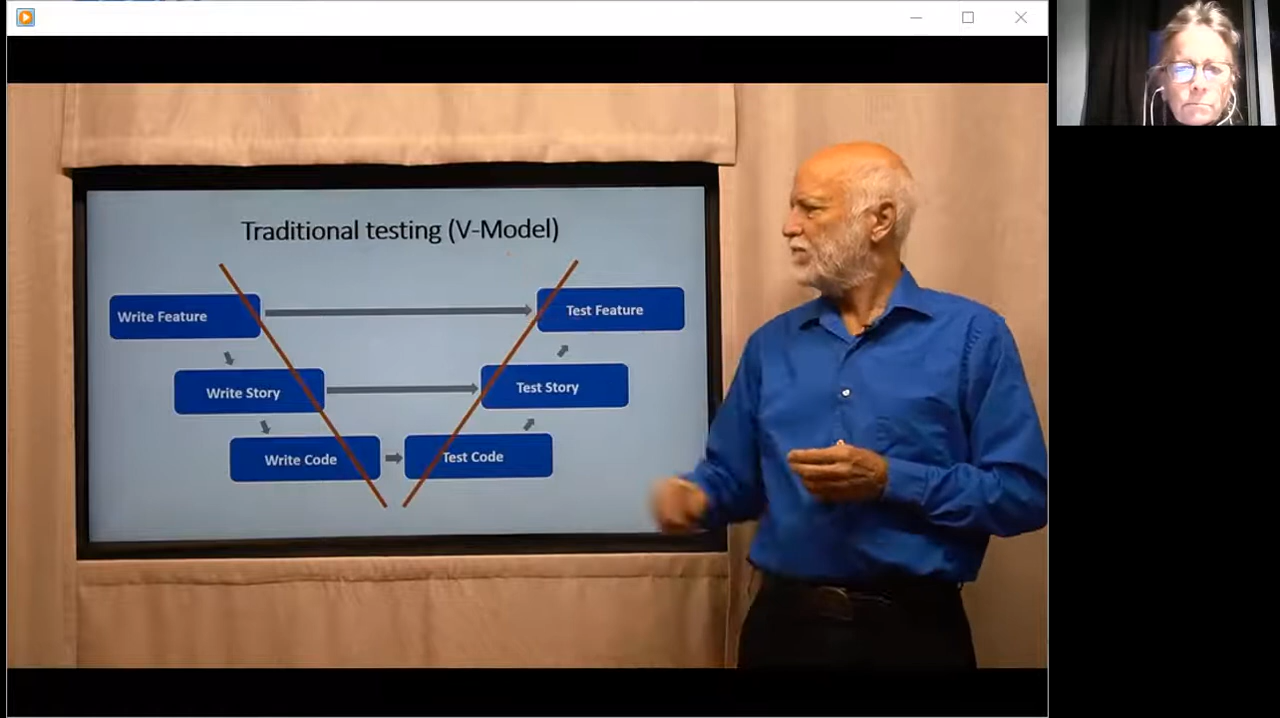 Traditional testing (V-Model)
Write Feature
Test Feature
Write Story
Test Story
Write Code
Test Code